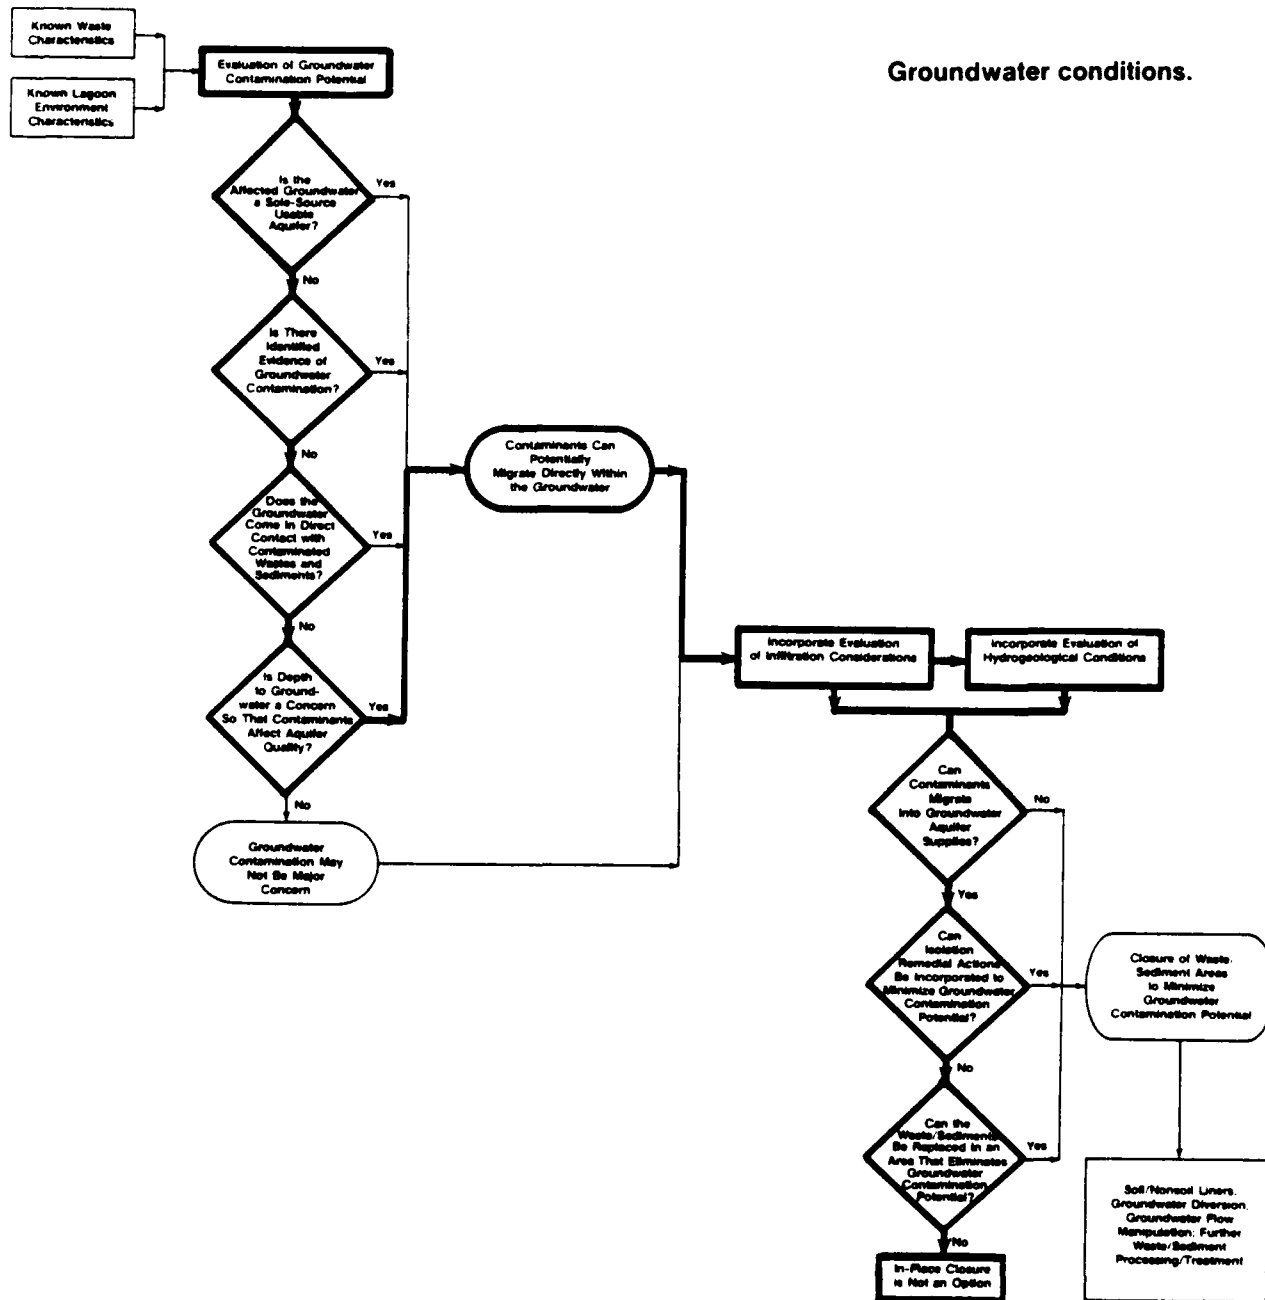 Known Waste
Characteristics
Known Lagoon
Environment
Characteristics
Evaluation of Groundwater
Contamination Potential
Groundwater conditions.
Is the
Affected Groundwater
a Sole-Source
Usable
Aquifer?
Yes
No
Is There
Identified
Evidence of
Groundwater
Contamination?
Yes
No
Does the
Groundwater
Come In Direct
Contact with
Contaminated
Wastes and
Sediments?
Yes
No
Is Depth
to Ground-
water a Concern
So That Contaminants
Affect Aquifer
Quality?
Yes
No
Groundwater
Contamination May
Not Be Major
Concern
Contaminants Can
Potentially
Migrate Directly Within
the Groundwater
Incorporate Evaluation
of Infiltration Considerations
Incorporate Evaluation of
Hydrogeological Conditions
Can
Contaminants
Migrate
Into Groundwater
Aquifer
Supplies?
No
Yes
Can
Isolation
Remedial Actions
Be Incorporated to
Minimize Groundwater
Contamination
Potential?
Yes
No
Can the
Waste/Sediments
Be Replaced in an
Area That Eliminates
Groundwater
Contamination
Potential?
Yes
No
In-Place Closure
is Not an Option
Closure of Waste.
Sediment Areas
to Minimize
Groundwater
Contamination Potential
Soil/Nonsoil Liners.
Groundwater Diversion.
Groundwater Flow
Manipulation; Further
Waste/Sediment
Processing/Treatment